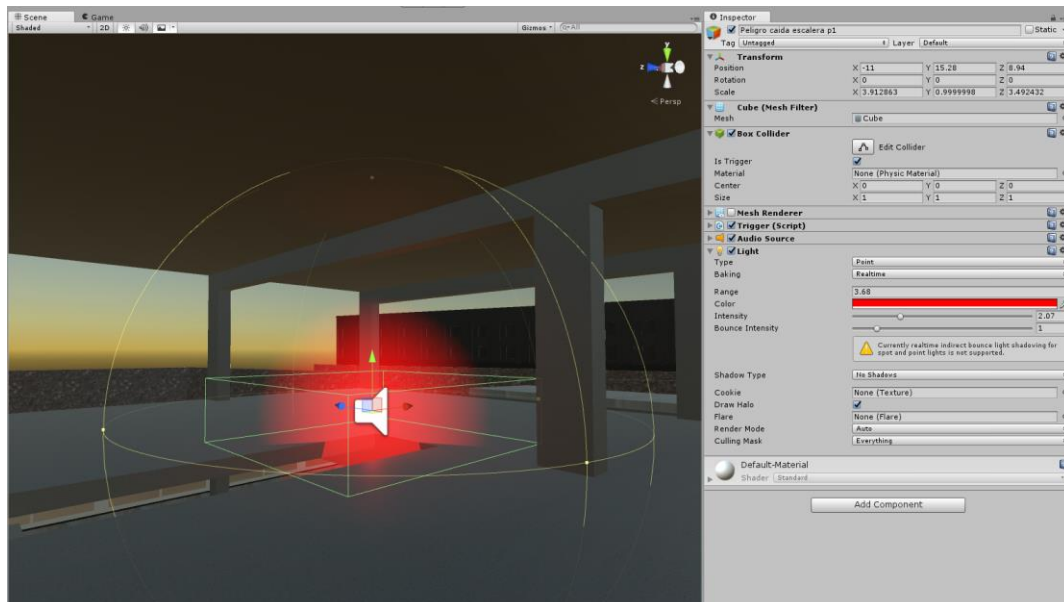 Scene Game
Shaded 2D Gizmos All
y
z
Persp
Inspector
Peligro caida escalera p1 Static
Tag Untagged Layer Default
Transform
Position X -11 Y 15.28 Z 8.94
Rotation X 0 Y 0 Z 0
Scale X 3.912863 Y 0.9999998 Z 3.492432
Cube (Mesh Filter)
Mesh Cube
Box Collider
Edit Collider
Is Trigger
Material None (Physic Material)
Center X 0 Y 0 Z 0
Size X 1 Y 1 Z 1
Mesh Renderer
Trigger (Script)
Audio Source
Light
Type Point
Baking Realtime
Range 3.68
Color
Intensity 2.07
Bounce Intensity 1
Currently realtime indirect bounce light shadowing for
spot and point lights is not supported.
Shadow Type No Shadows
Cookie None (Texture)
Draw Halo
Flare None (Flare)
Render Mode Auto
Culling Mask Everything
Default-Material
Shader Standard
Add Component